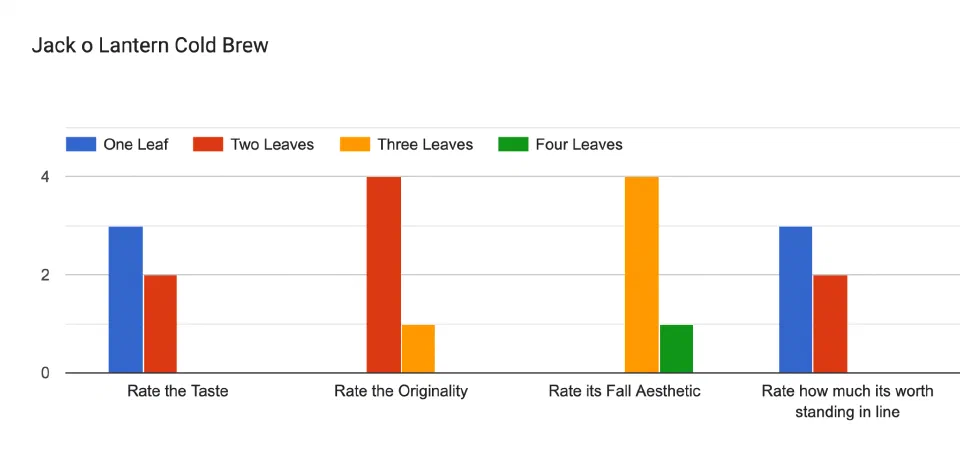 Jack o Lantern Cold Brew
One Leaf Two Leaves Three Leaves Four Leaves
4
2
0
Rate the Taste Rate the Originality Rate its Fall Aesthetic Rate how much its worth
standing in line